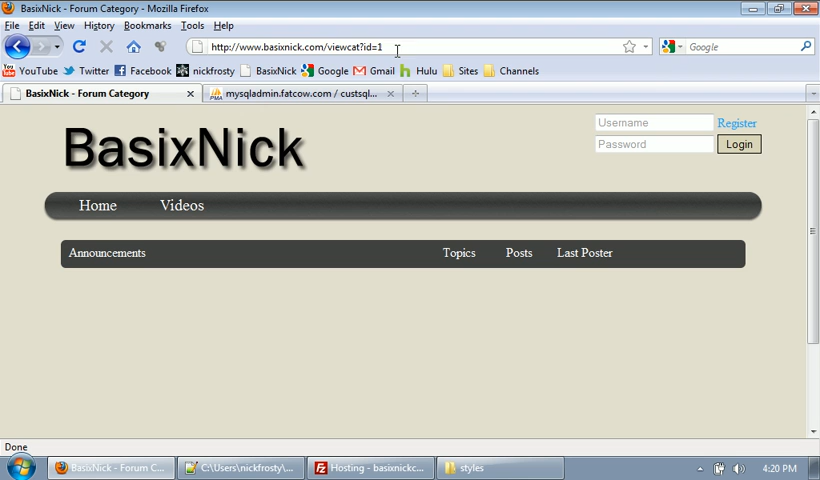 BasixNick - Forum Category - Mozilla Firefox
File Edit View History Bookmarks Tools Help
http://www.basixnick.com/viewcat?id=1 Google
YouTube Twitter Facebook nickfrosty BasixNick Google Gmail Hulu Sites Channels
BasixNick - Forum Category mysqladmin.fatcow.com / custsql...
BasixNick
Username Register
Password Login
Home Videos
Announcements Topics Posts Last Poster
Done
BasixNick - Forum C... C:\Users\nickfrosty\... Hosting - basixnickc... styles 4:20 PM